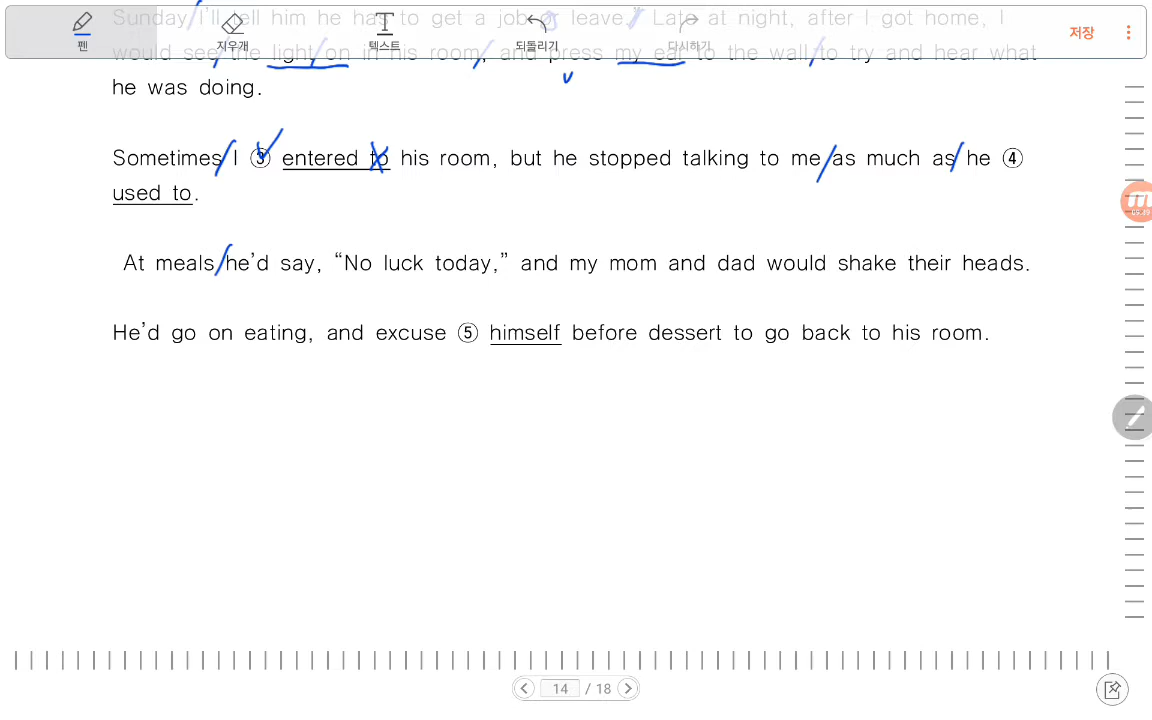 Sunday I'll tell him he has to get a job or leave." Late at night, after I got home, I
펜 지우개 텍스트 되돌리기 다시하기 저장
would see the light on in his room, and press my ear to the wall to try and hear what
he was doing.
Sometimes I ③ entered to his room, but he stopped talking to me as much as he ④
used to.
At meals he'd say, "No luck today," and my mom and dad would shake their heads.
He'd go on eating, and excuse ⑤ himself before dessert to go back to his room.
14 / 18